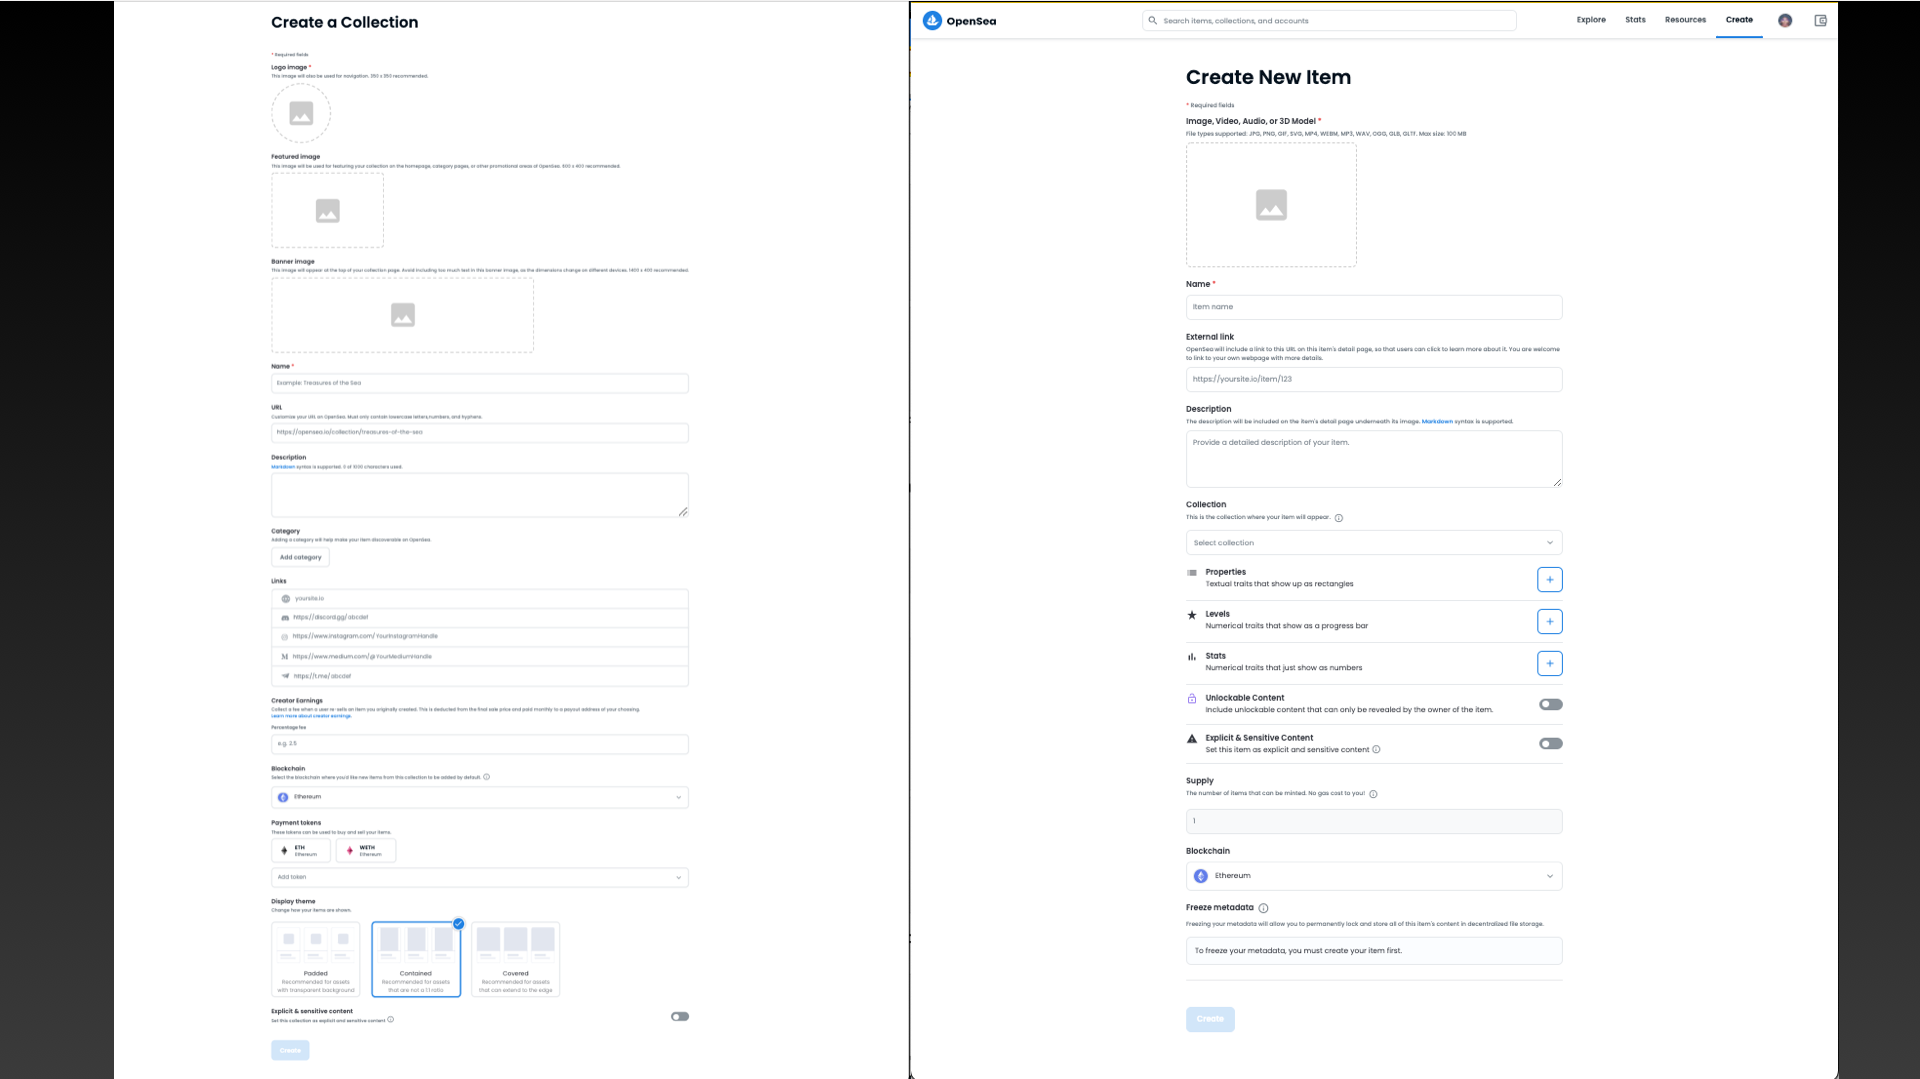 Create a Collection
* Required fields
Logo image *
This image will also be used for navigation. 350 x 350 recommended.
Featured image
This image will be used for featuring your collection on the homepage, category pages, or other promotional areas of OpenSea. 600 x 400 recommended.
Banner image
This image will appear at the top of your collection page. Avoid including too much text in this banner image, as the dimensions change on different devices. 1400 x 400 recommended.
Name *
Example: Treasures of the Sea
URL
Customize your URL on OpenSea. Must only contain lowercase letters,numbers, and hyphens.
https://opensea.io/collection/treasures-of-the-sea
Description
Markdown syntax is supported. 0 of 1000 characters used.
Category
Adding a category will help make your item discoverable on OpenSea.
Add category
Links
yoursite.io
https://discord.gg/abcdef
https://www.instagram.com/YourInstagramHandle
https://www.medium.com/@YourMediumHandle
https://t.me/abcdef
Creator Earnings
Collect a fee when a user re-sells an item you originally created. This is deducted from the final sale price and paid monthly to a payout address of your choosing.
Learn more about creator earnings.
Percentage fee
e.g. 2.5
Blockchain
Select the blockchain where you'd like new items from this collection to be added by default.
Ethereum
Payment tokens
These tokens can be used to buy and sell your items.
ETH
Ethereum
WETH
Ethereum
Add token
Display theme
Change how your items are shown.
Padded
Recommended for assets
with transparent background
Contained
Recommended for assets
that are not a 1:1 ratio
Covered
Recommended for assets
that can extend to the edge
Explicit & sensitive content
Set this collection as explicit and sensitive content
Create
OpenSea
Search items, collections, and accounts
Explore
Stats
Resources
Create
Create New Item
* Required fields
Image, Video, Audio, or 3D Model *
File types supported: JPG, PNG, GIF, SVG, MP4, WEBM, MP3, WAV, OGG, GLB, GLTF. Max size: 100 MB
Name *
Item name
External link
OpenSea will include a link to this URL on this item's detail page, so that users can click to learn more about it. You are welcome
to link to your own webpage with more details.
https://yoursite.io/item/123
Description
The description will be included on the item's detail page underneath its image. Markdown syntax is supported.
Provide a detailed description of your item.
Collection
This is the collection where your item will appear.
Select collection
Properties
Textual traits that show up as rectangles
Levels
Numerical traits that show as a progress bar
Stats
Numerical traits that just show as numbers
Unlockable Content
Include unlockable content that can only be revealed by the owner of the item.
Explicit & Sensitive Content
Set this item as explicit and sensitive content
Supply
The number of items that can be minted. No gas cost to you!
1
Blockchain
Ethereum
Freeze metadata
Freezing your metadata will allow you to permanently lock and store all of this item's content in decentralized file storage.
To freeze your metadata, you must create your item first.
Create